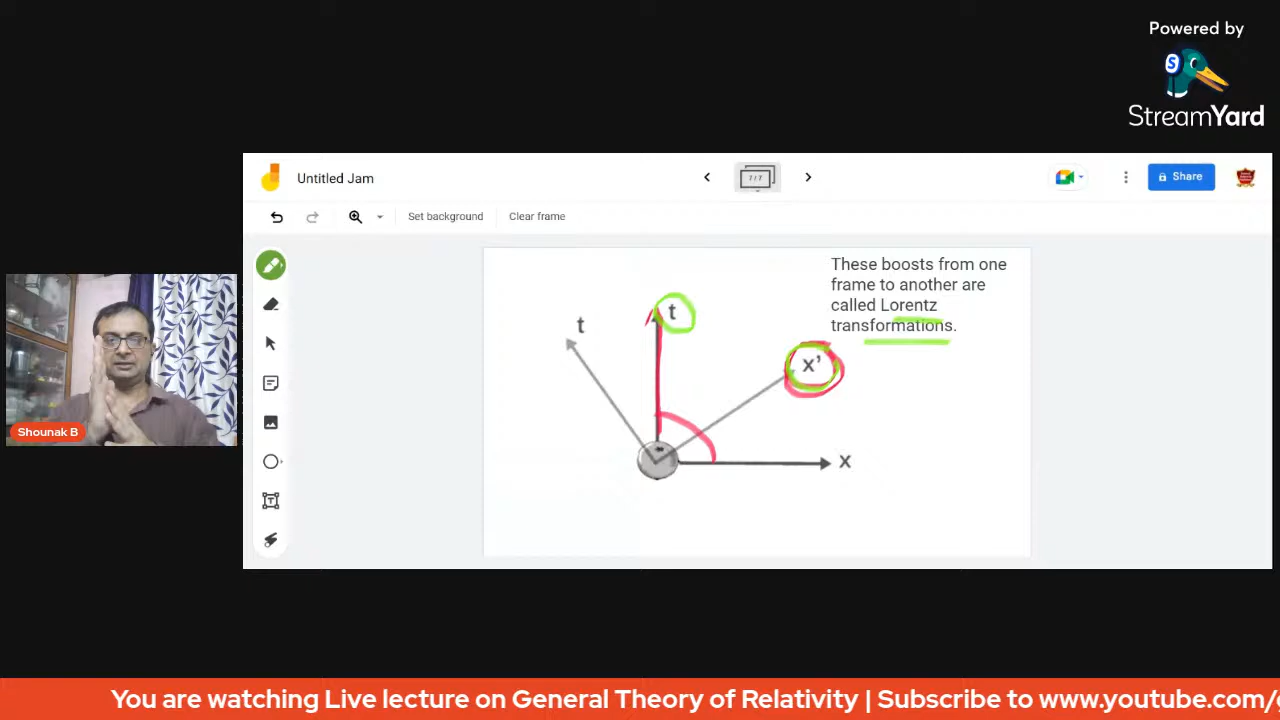 Powered by
StreamYard
Untitled Jam
Share
Set background
Clear frame
These boosts from one
frame to another are
called Lorentz
transformations.
t
t
x’
x
Shounak B
You are watching Live lecture on General Theory of Relativity | Subscribe to www.youtube.com/